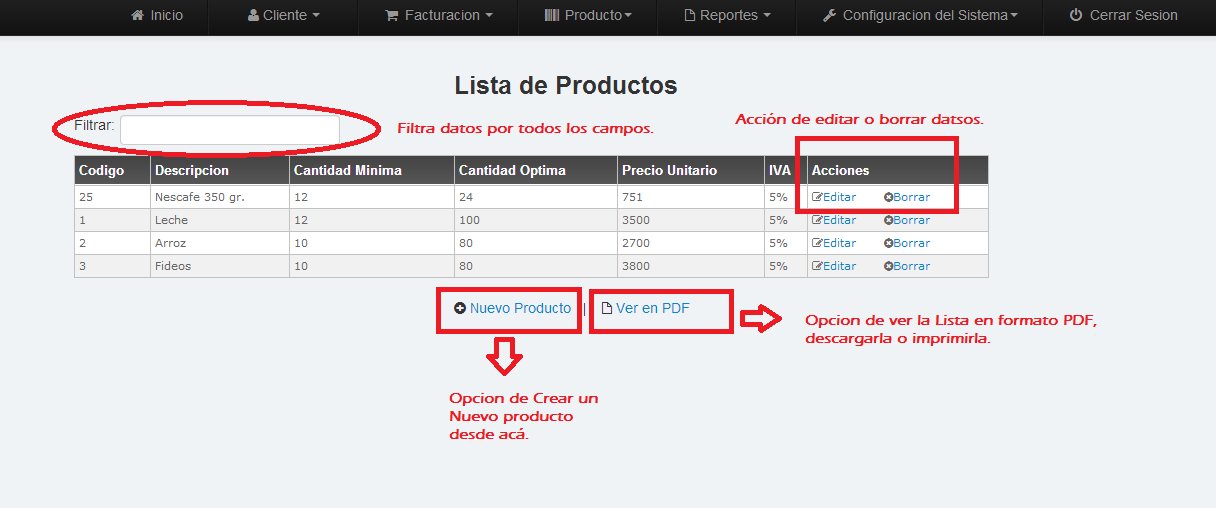 Inicio Cliente Facturacion Producto Reportes Configuracion del Sistema Cerrar Sesion
Lista de Productos
Filtrar: Filtra datos por todos los campos. Acción de editar o borrar datsos.
Codigo Descripcion Cantidad Minima Cantidad Optima Precio Unitario IVA Acciones
25 Nescafe 350 gr. 12 24 751 5% Editar Borrar
1 Leche 12 100 3500 5% Editar Borrar
2 Arroz 10 80 2700 5% Editar Borrar
3 Fideos 10 80 3800 5% Editar Borrar
Nuevo Producto | Ver en PDF
Opcion de ver la Lista en formato PDF,
descargarla o imprimirla.
Opcion de Crear un
Nuevo producto
desde acá.